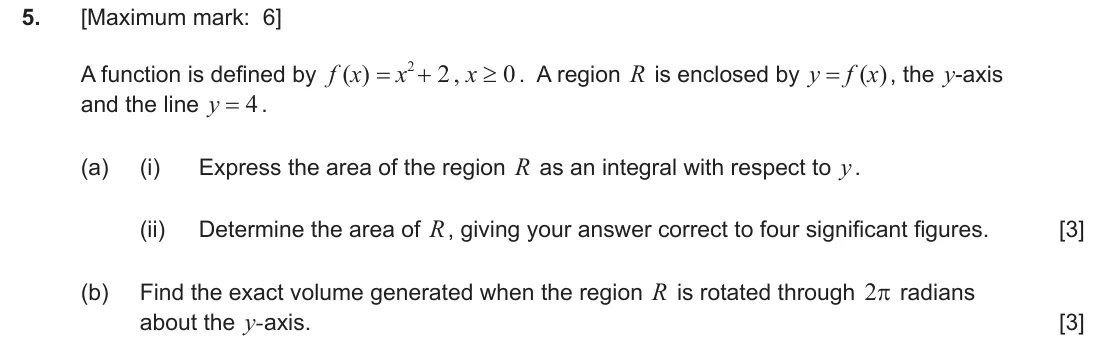 5. [Maximum mark: 6]
A function is defined by f(x) = x² + 2, x ≥ 0. A region R is enclosed by y = f(x), the y-axis
and the line y = 4.
(a) (i) Express the area of the region R as an integral with respect to y.
(ii) Determine the area of R, giving your answer correct to four significant figures. [3]
(b) Find the exact volume generated when the region R is rotated through 2π radians
about the y-axis. [3]